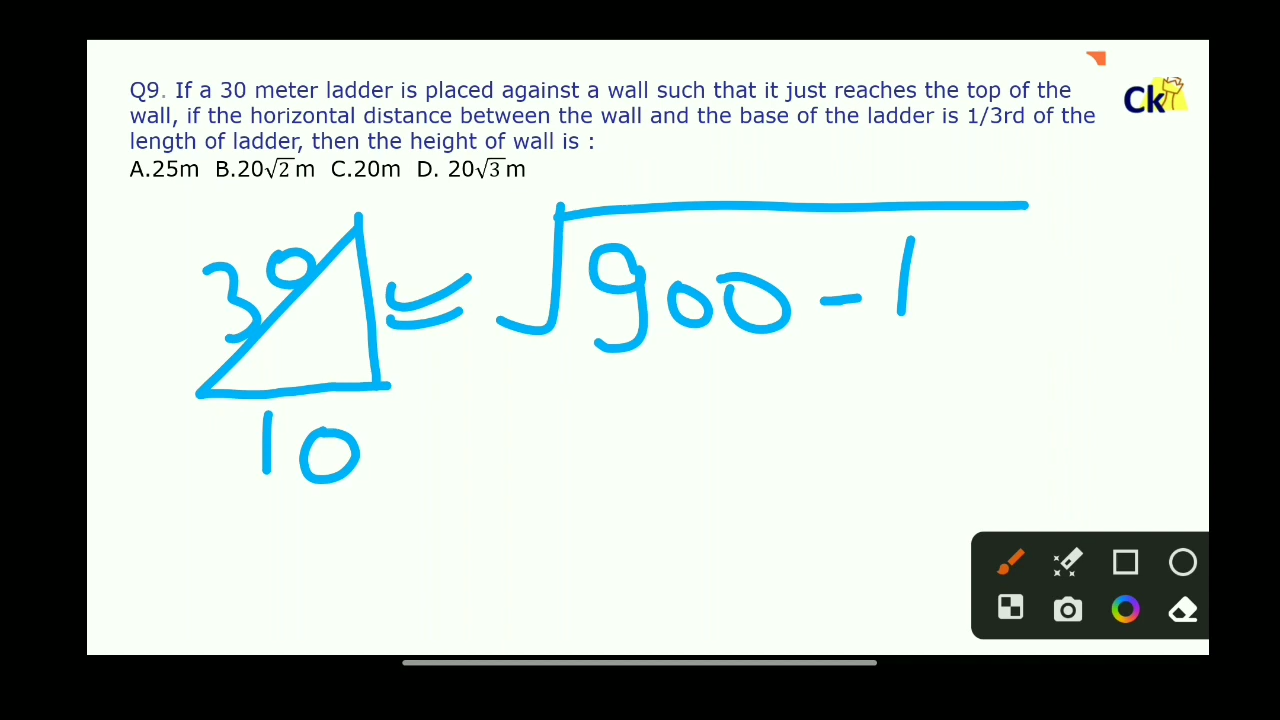 Q9. If a 30 meter ladder is placed against a wall such that it just reaches the top of the
wall, if the horizontal distance between the wall and the base of the ladder is 1/3rd of the
length of ladder, then the height of wall is :
A.25m B.20√2m C.20m D. 20√3m
Ck
30 = √900 - 1
10